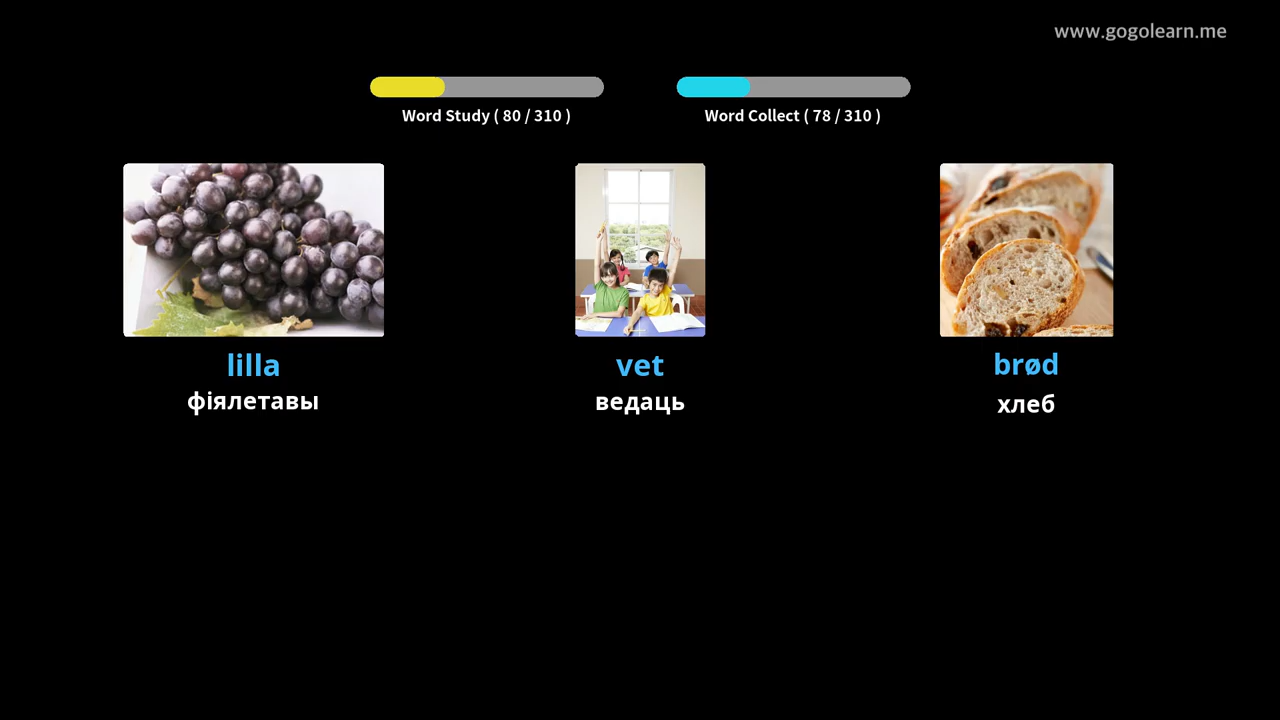 www.gogolearn.me
Word Study ( 80 / 310 )
Word Collect ( 78 / 310 )
lilla
vet
brød
фіялетавы
ведаць
хлеб